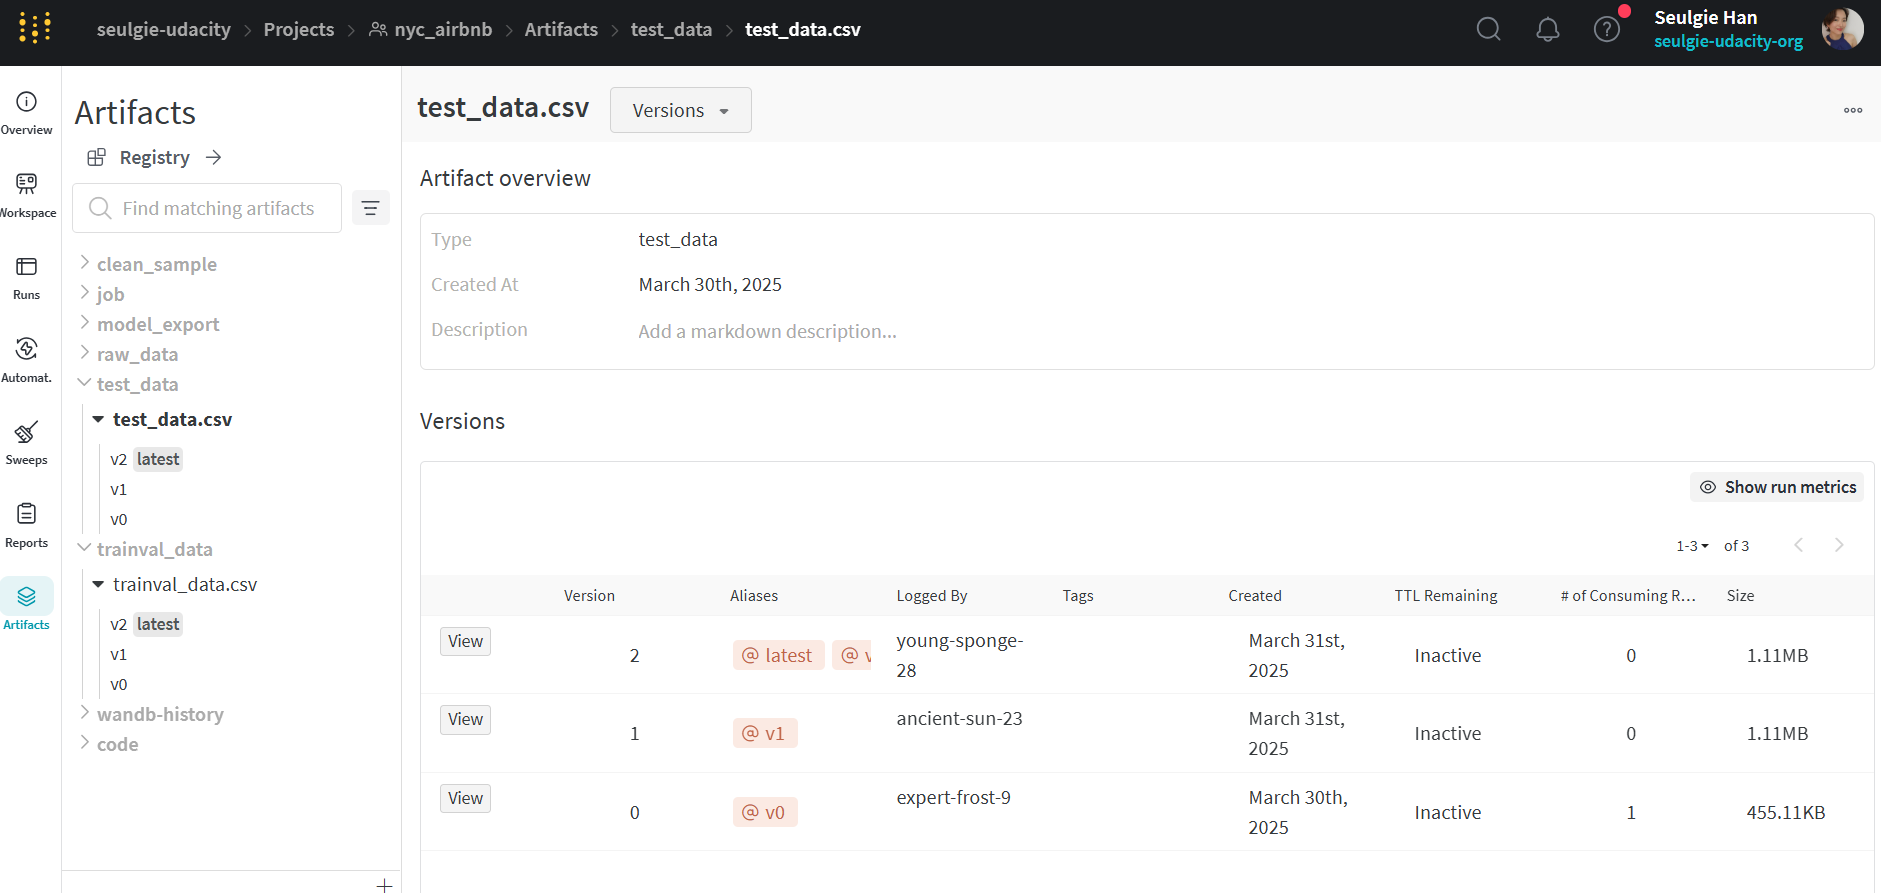 seulgie-udacity > Projects > nyc_airbnb > Artifacts > test_data > test_data.csv
Seulgie Han
seulgie-udacity-org
Overview
Workspace
Runs
Automat.
Sweeps
Reports
Artifacts
Artifacts
Registry →
Find matching artifacts
clean_sample
job
model_export
raw_data
test_data
test_data.csv
v2 latest
v1
v0
trainval_data
trainval_data.csv
v2 latest
v1
v0
wandb-history
code
test_data.csv Versions
Artifact overview
Type test_data
Created At March 30th, 2025
Description Add a markdown description...
Versions
Show run metrics
1-3 of 3
Version Aliases Logged By Tags Created TTL Remaining # of Consuming R... Size
View 2 @ latest @ v young-sponge-28 March 31st, 2025 Inactive 0 1.11MB
View 1 @ v1 ancient-sun-23 March 31st, 2025 Inactive 0 1.11MB
View 0 @ v0 expert-frost-9 March 30th, 2025 Inactive 1 455.11KB